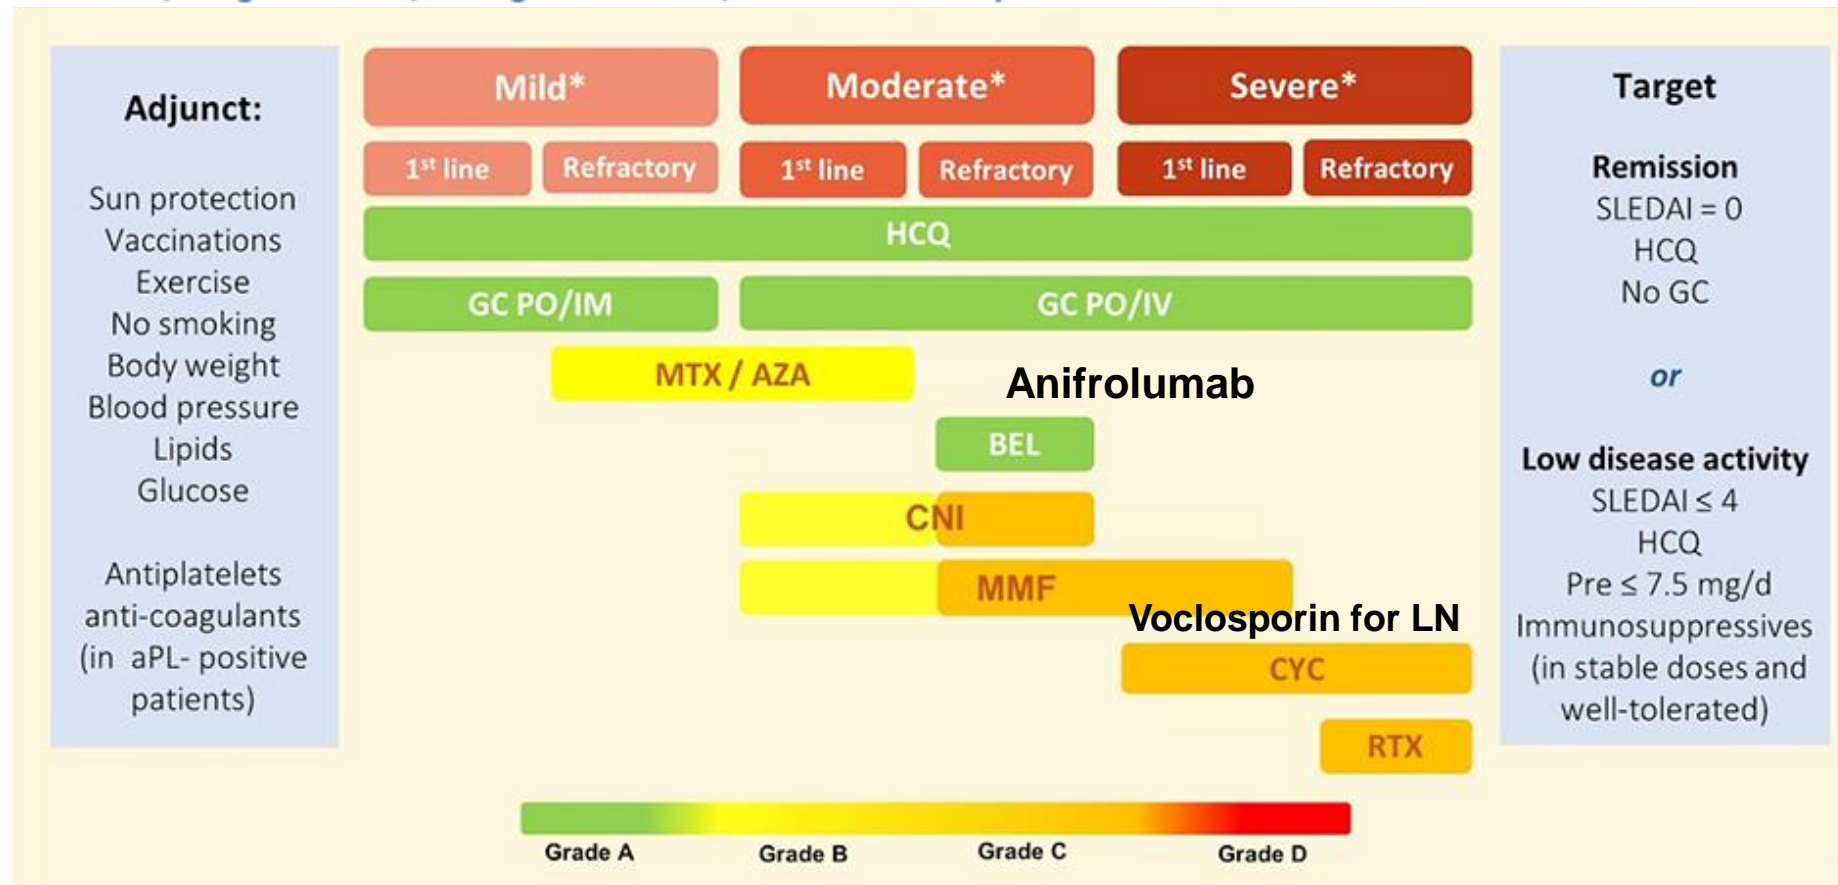 Adjunct:
Sun protection
Vaccinations
Exercise
No smoking
Body weight
Blood pressure
Lipids
Glucose
Antiplatelets
anti-coagulants
(in aPL- positive
patients)
Mild*
Moderate*
Severe*
1st line
Refractory
1st line
Refractory
1st line
Refractory
HCQ
GC PO/IM
GC PO/IV
MTX / AZA
Anifrolumab
BEL
CNI
MMF
Voclosporin for LN
CYC
RTX
Grade A
Grade B
Grade C
Grade D
Target
Remission
SLEDAI = 0
HCQ
No GC
or
Low disease activity
SLEDAI ≤ 4
HCQ
Pre ≤ 7.5 mg/d
Immunosuppressives
(in stable doses and
well-tolerated)